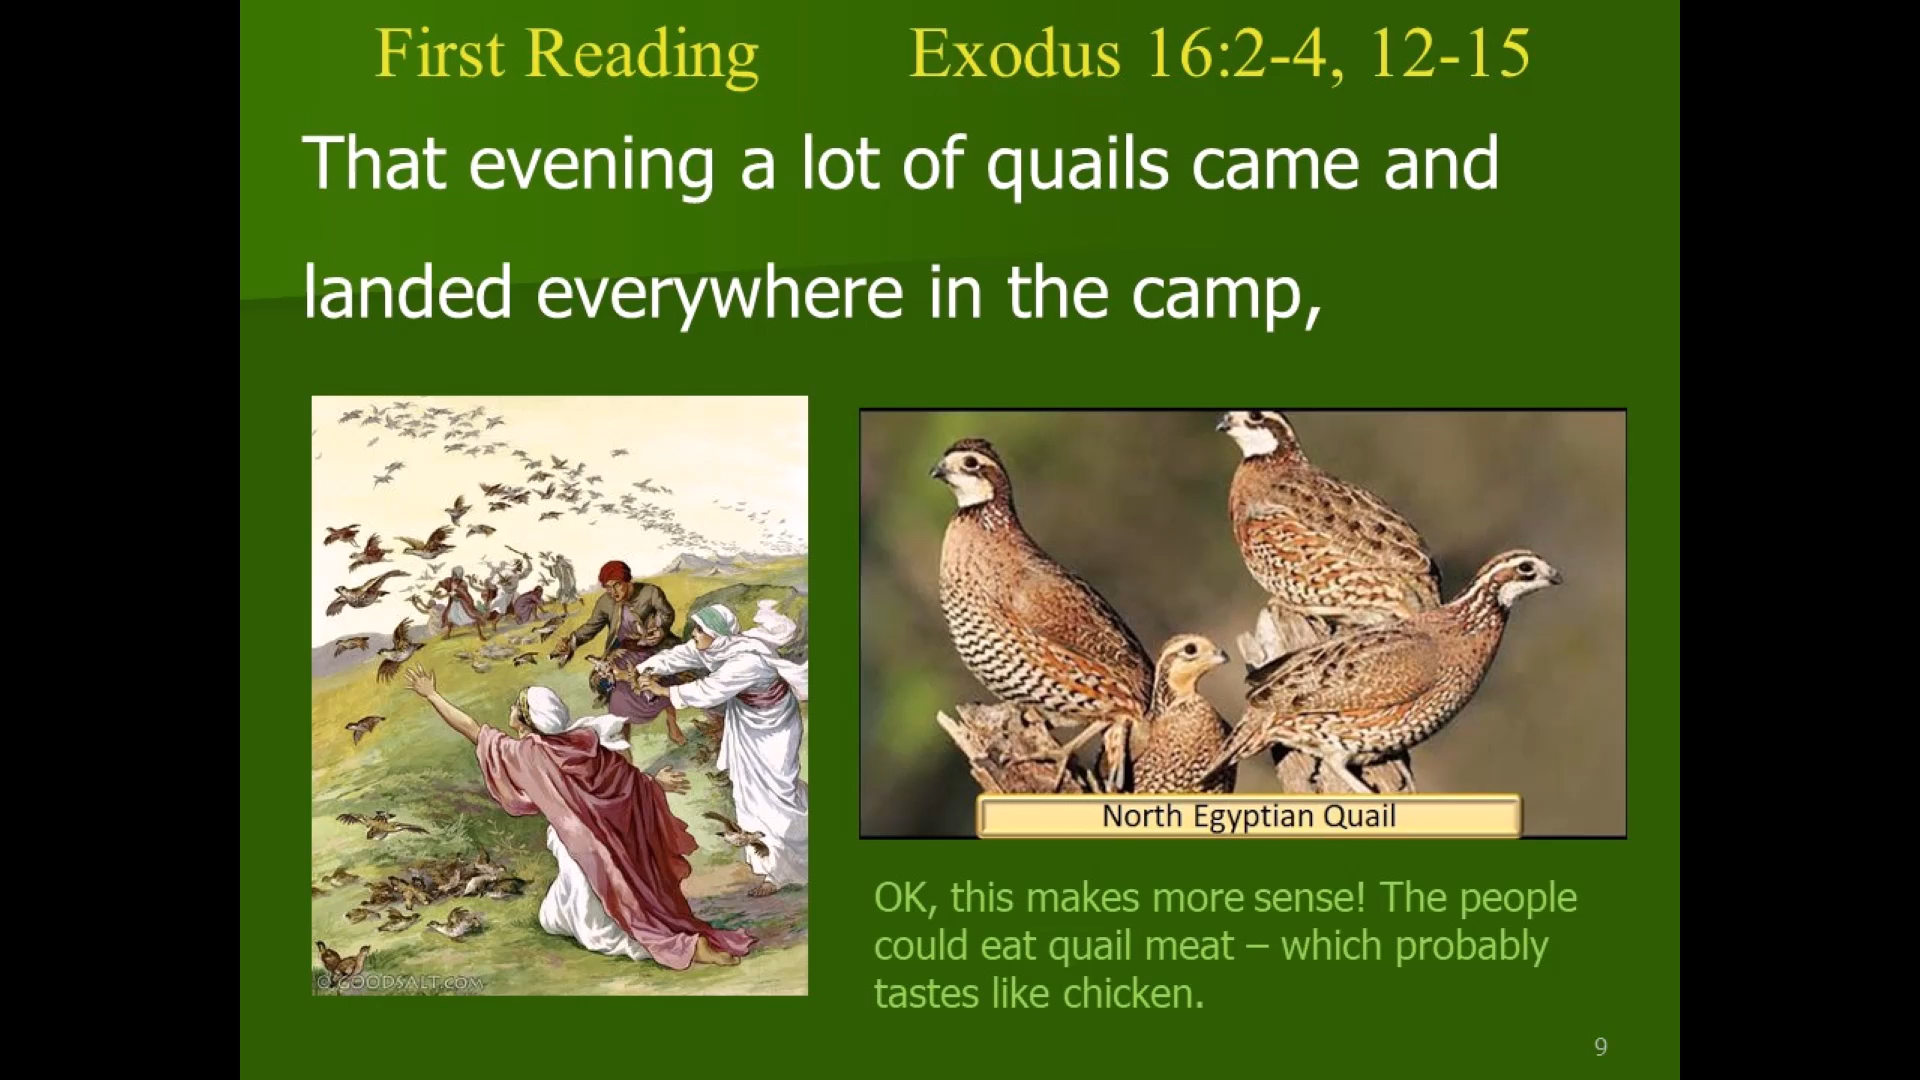 First Reading Exodus 16:2-4, 12-15
That evening a lot of quails came and
landed everywhere in the camp,
© GOODSALT.COM
North Egyptian Quail
OK, this makes more sense! The people
could eat quail meat – which probably
tastes like chicken.
9